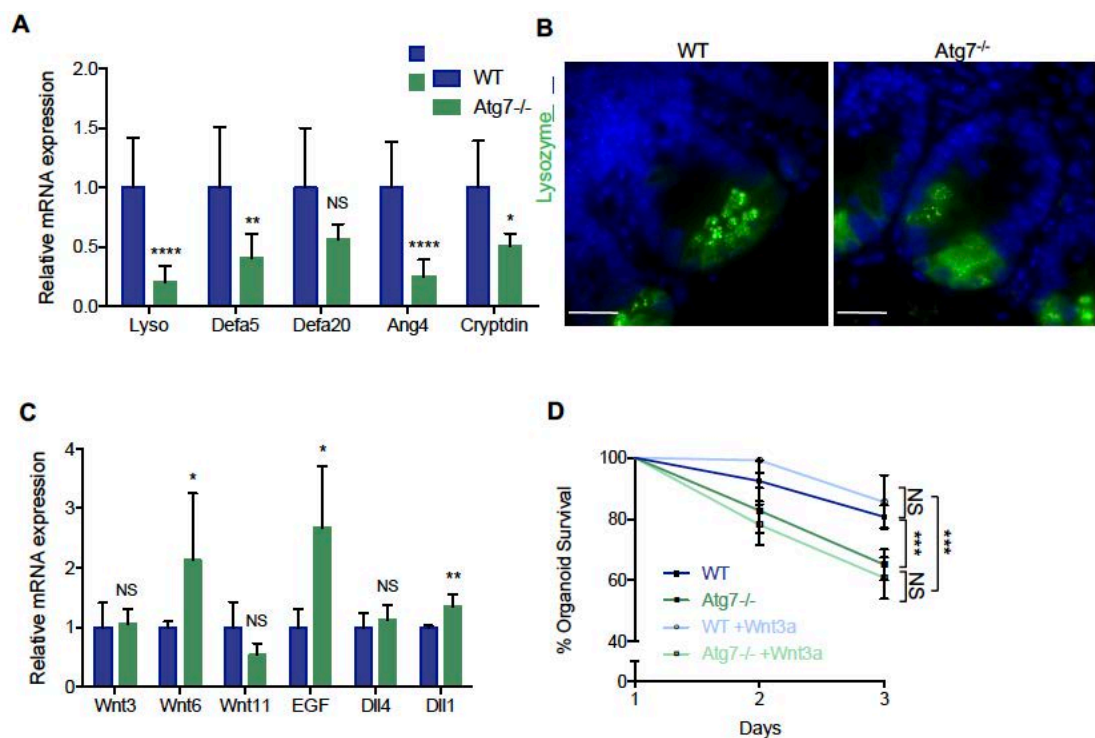 A
Relative mRNA expression
2.0
1.5
1.0
0.5
0.0
WT
Atg7-/-
****
**
NS
****
*
Lyso Defa5 Defa20 Ang4 Cryptdin
B
WT Atg7-/-
Lysozyme
C
Relative mRNA expression
4
3
2
1
0
NS
*
NS
*
NS
**
Wnt3 Wnt6 Wnt11 EGF Dll4 Dll1
D
% Organoid Survival
100
80
60
40
0
WT
Atg7-/-
WT +Wnt3a
Atg7-/- +Wnt3a
NS
***
NS
***
1 2 3
Days